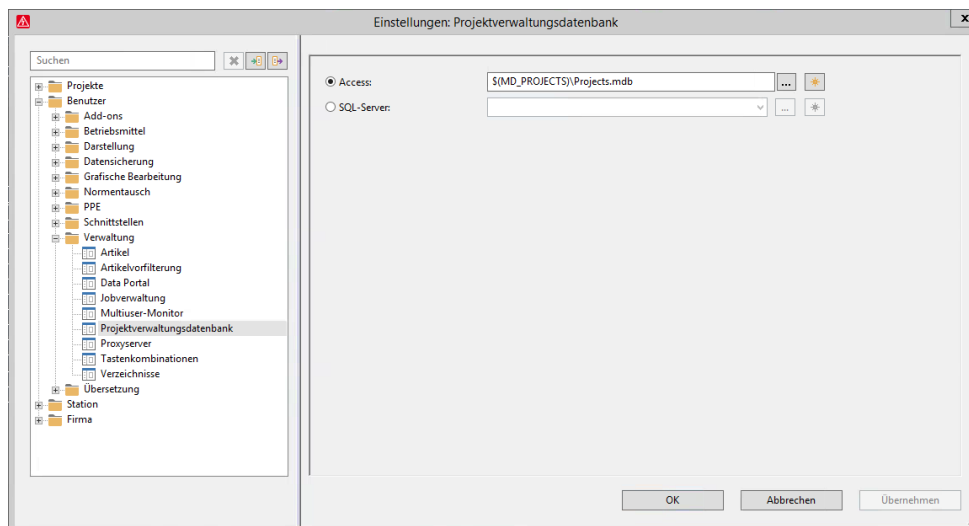 Einstellungen: Projektverwaltungsdatenbank
x
Suchen
Projekte
Benutzer
Add-ons
Betriebsmittel
Darstellung
Datensicherung
Grafische Bearbeitung
Normentausch
PPE
Schnittstellen
Verwaltung
Artikel
Artikelvorfilterung
Data Portal
Jobverwaltung
Multiuser-Monitor
Projektverwaltungsdatenbank
Proxyserver
Tastenkombinationen
Verzeichnisse
Übersetzung
Station
Firma
Access: $(MD_PROJECTS)\Projects.mdb ...
SQL-Server: ...
OK Abbrechen Übernehmen